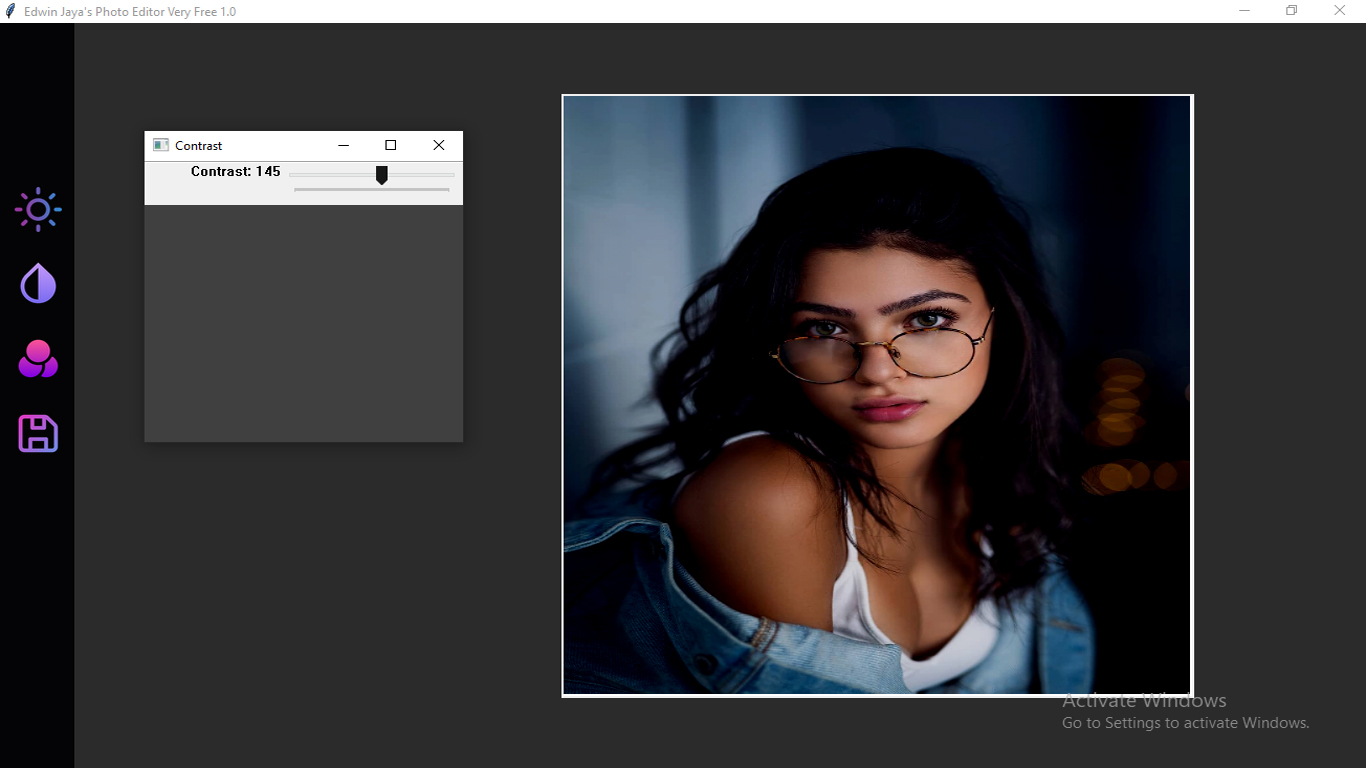 Edwin Jaya's Photo Editor Very Free 1.0
Contrast
Contrast: 145
Activate Windows
Go to Settings to activate Windows.